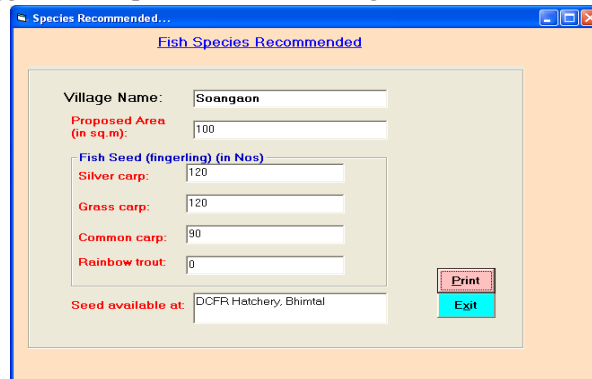 Species Recommended...
Fish Species Recommended
Village Name: Soangaon
Proposed Area
(in sq.m): 100
Fish Seed (fingerling) (in Nos)
Silver carp: 120
Grass carp: 120
Common carp: 90
Rainbow trout: 0
Print
Seed available at: DCFR Hatchery, Bhimtal
Exit